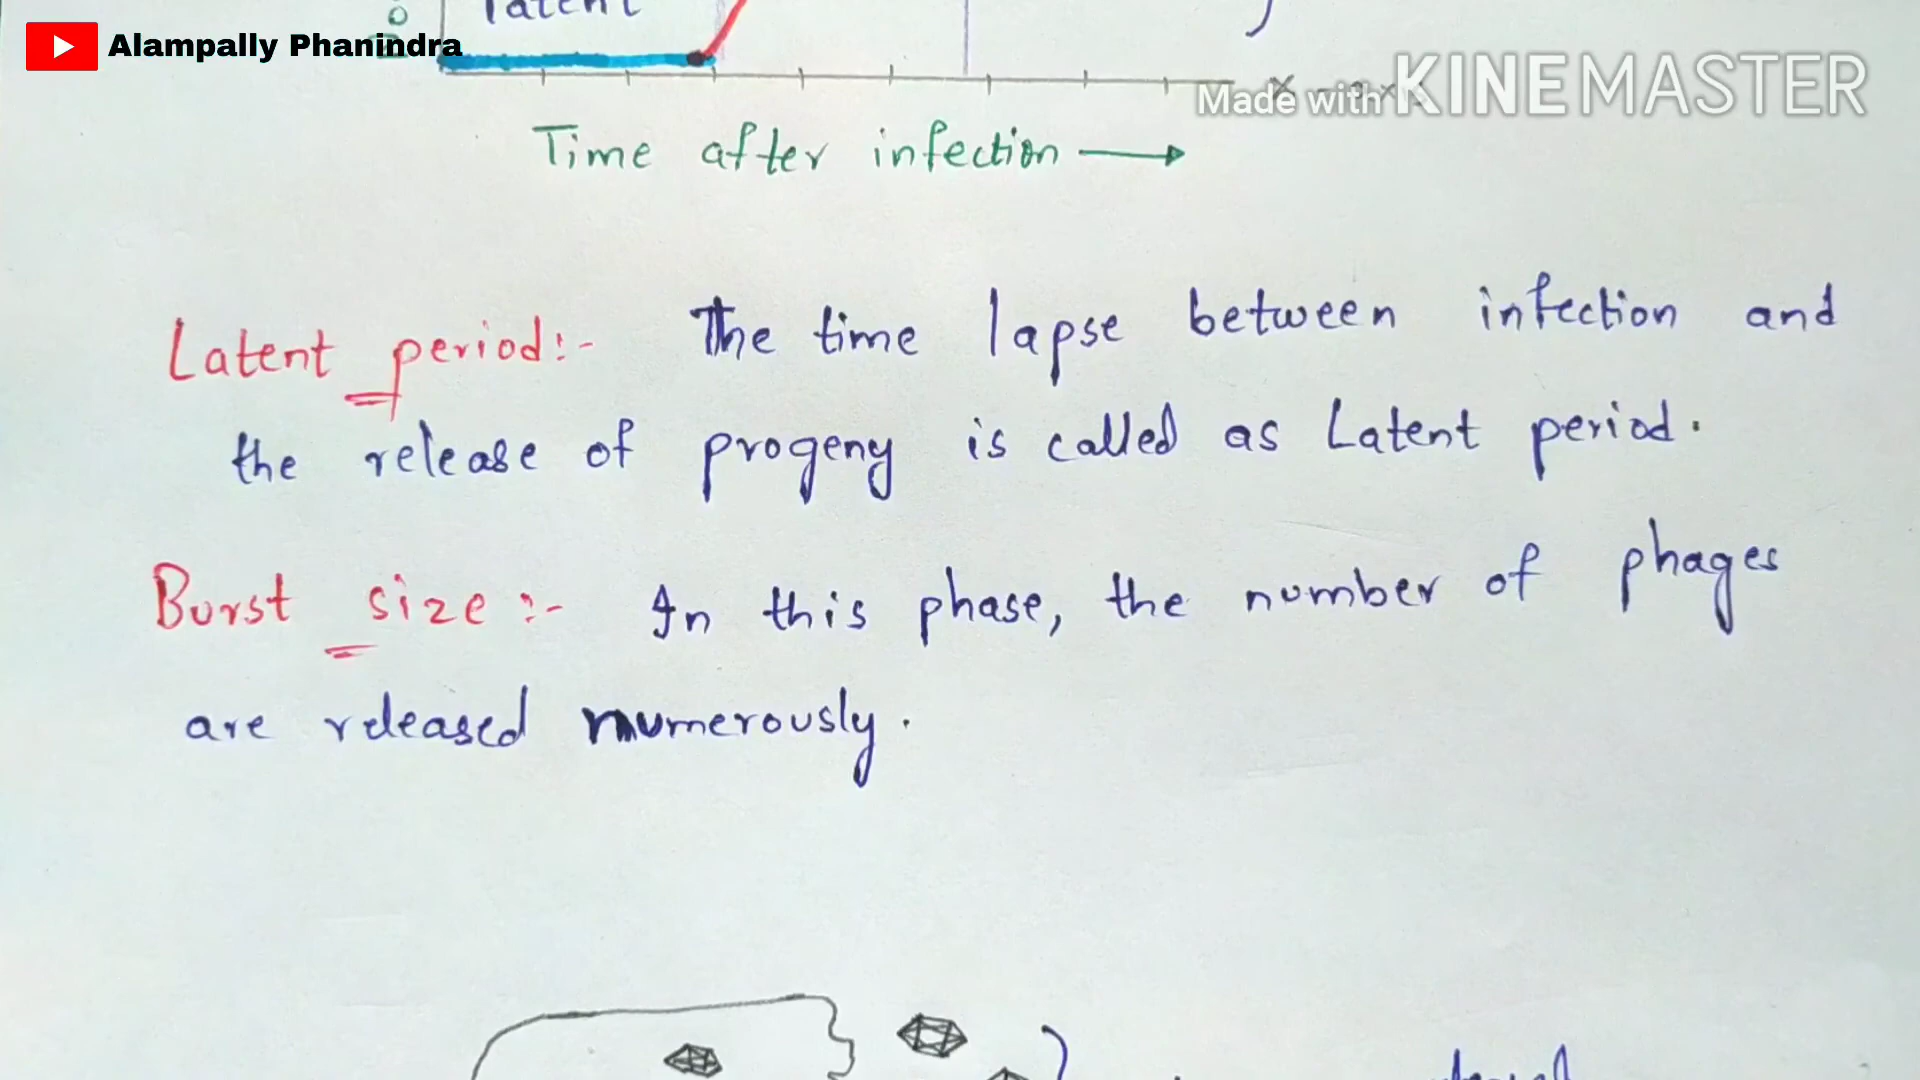 latent
Alampally Phanindra
Made with KINEMASTER
Time after infection
Latent period:- The time lapse between infection and
the release of progeny is called as Latent period.
Burst size:- In this phase, the number of phages
are released numerously.